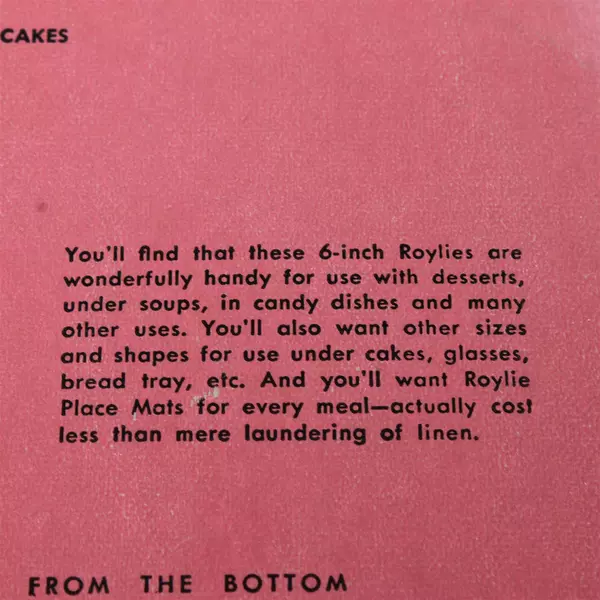 CAKES
You'll find that these 6-inch Roylies are
wonderfully handy for use with desserts,
under soups, in candy dishes and many
other uses. You'll also want other sizes
and shapes for use under cakes, glasses,
bread tray, etc. And you'll want Roylie
Place Mats for every meal—actually cost
less than mere laundering of linen.
FROM THE BOTTOM